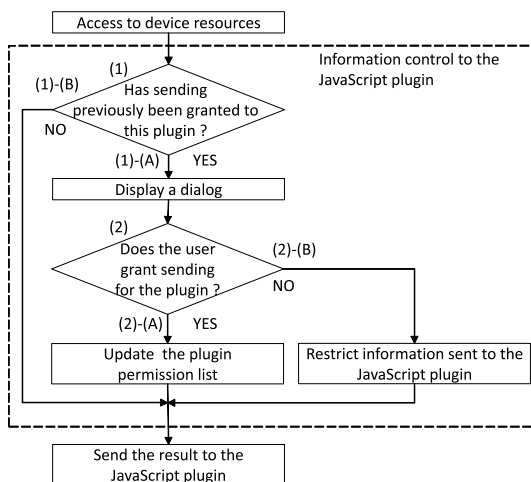 Access to device resources
Information control to the
JavaScript plugin
(1)-(B)
(1)
Has sending
previously been granted to
this plugin ?
NO
(1)-(A)
YES
Display a dialog
(2)
Does the user
grant sending
for the plugin ?
(2)-(B)
NO
(2)-(A)
YES
Update the plugin
permission list
Restrict information sent to the
JavaScript plugin
Send the result to the
JavaScript plugin